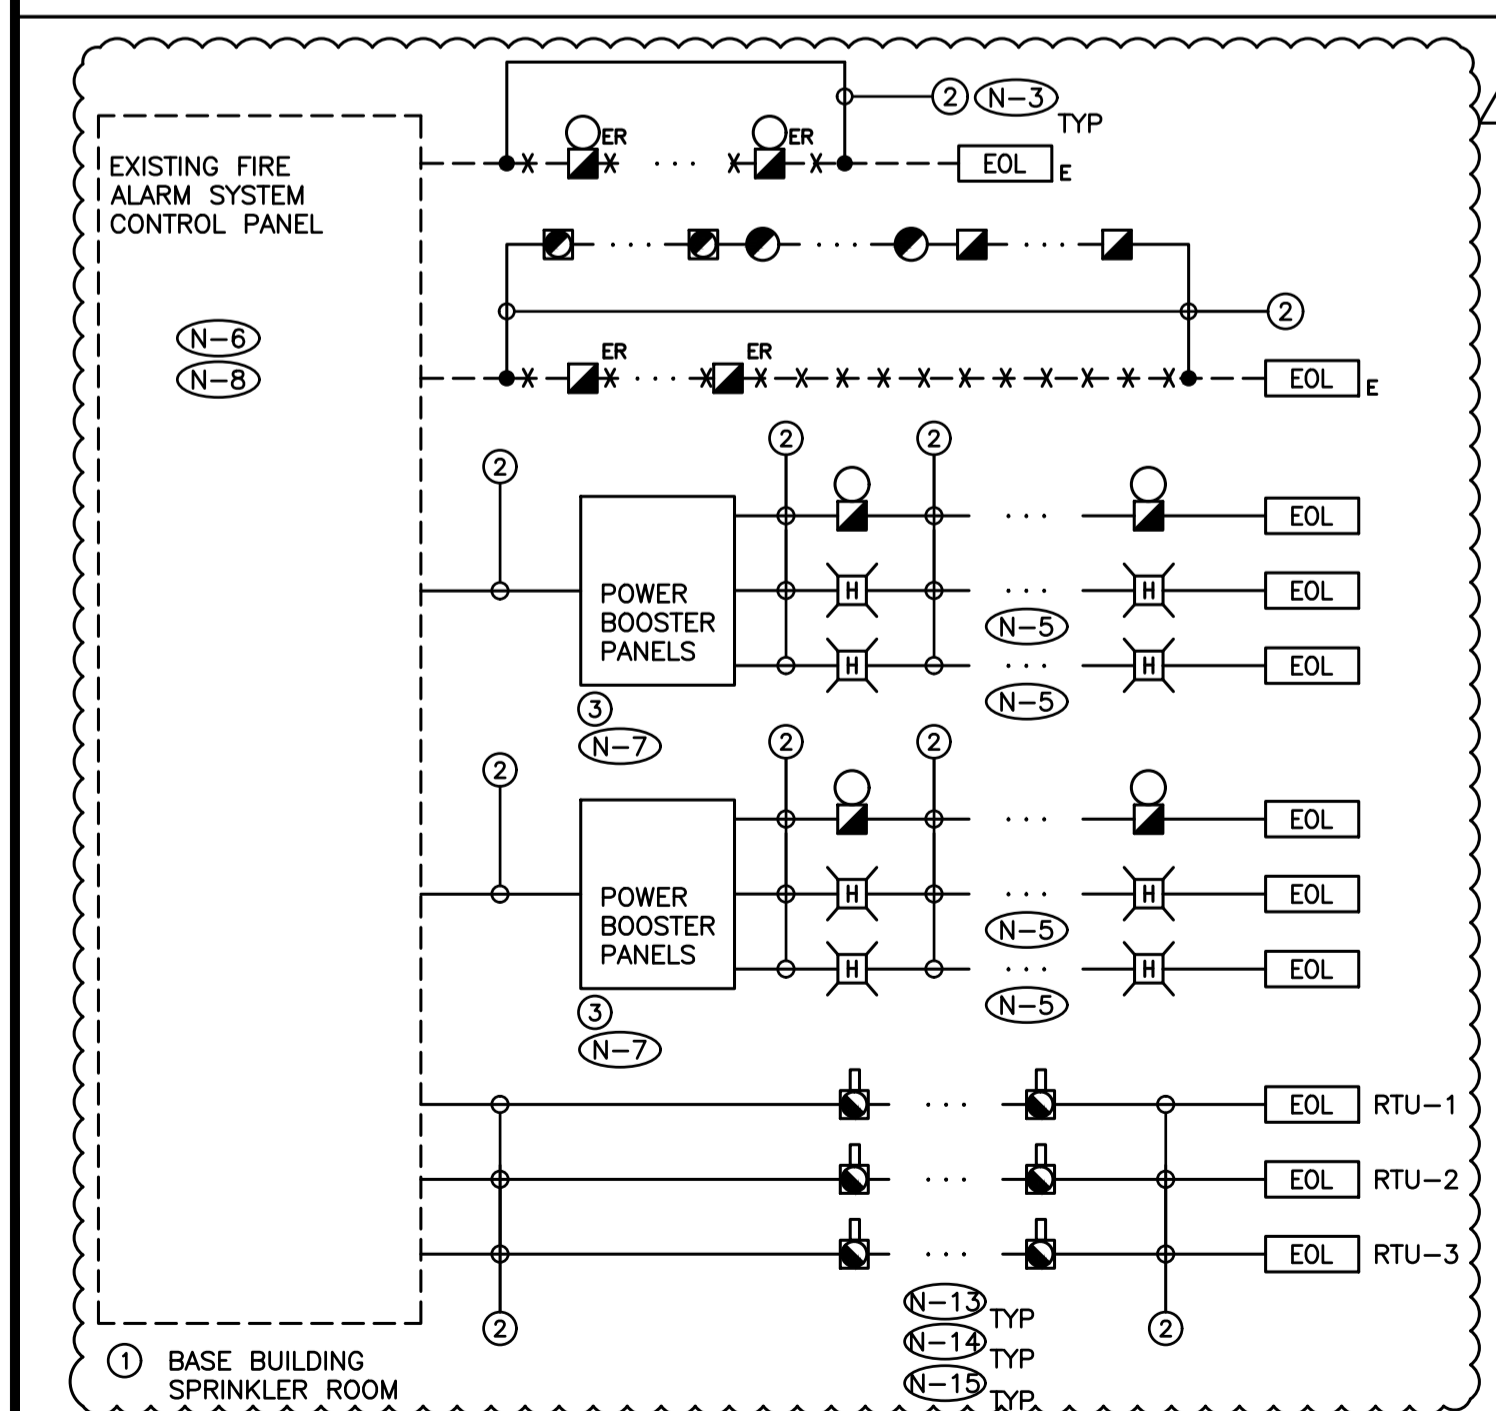 2 N-3 TYP
ER ER
EOL E
EXISTING FIRE
ALARM SYSTEM
CONTROL PANEL
2
N-6
N-8
ER ER
EOL E
2 2 2
EOL
POWER
BOOSTER
PANELS
H H EOL
N-5
H H EOL
N-5
3
N-7
2 2 2
EOL
POWER
BOOSTER
PANELS
H H EOL
N-5
H H EOL
N-5
3
N-7
EOL RTU-1
EOL RTU-2
EOL RTU-3
N-13 TYP
N-14 TYP
N-15 TYP
2 2
1 BASE BUILDING
SPRINKLER ROOM